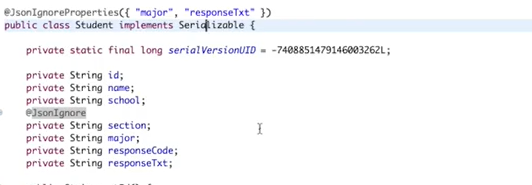 @JsonIgnoreProperties({ "major", "responseTxt" })
public class Student implements Serializable {
private static final long serialVersionUID = -7408851479146003262L;
private String id;
private String name;
private String school;
@JsonIgnore
private String section;
private String major;
private String responseCode;
private String responseTxt;